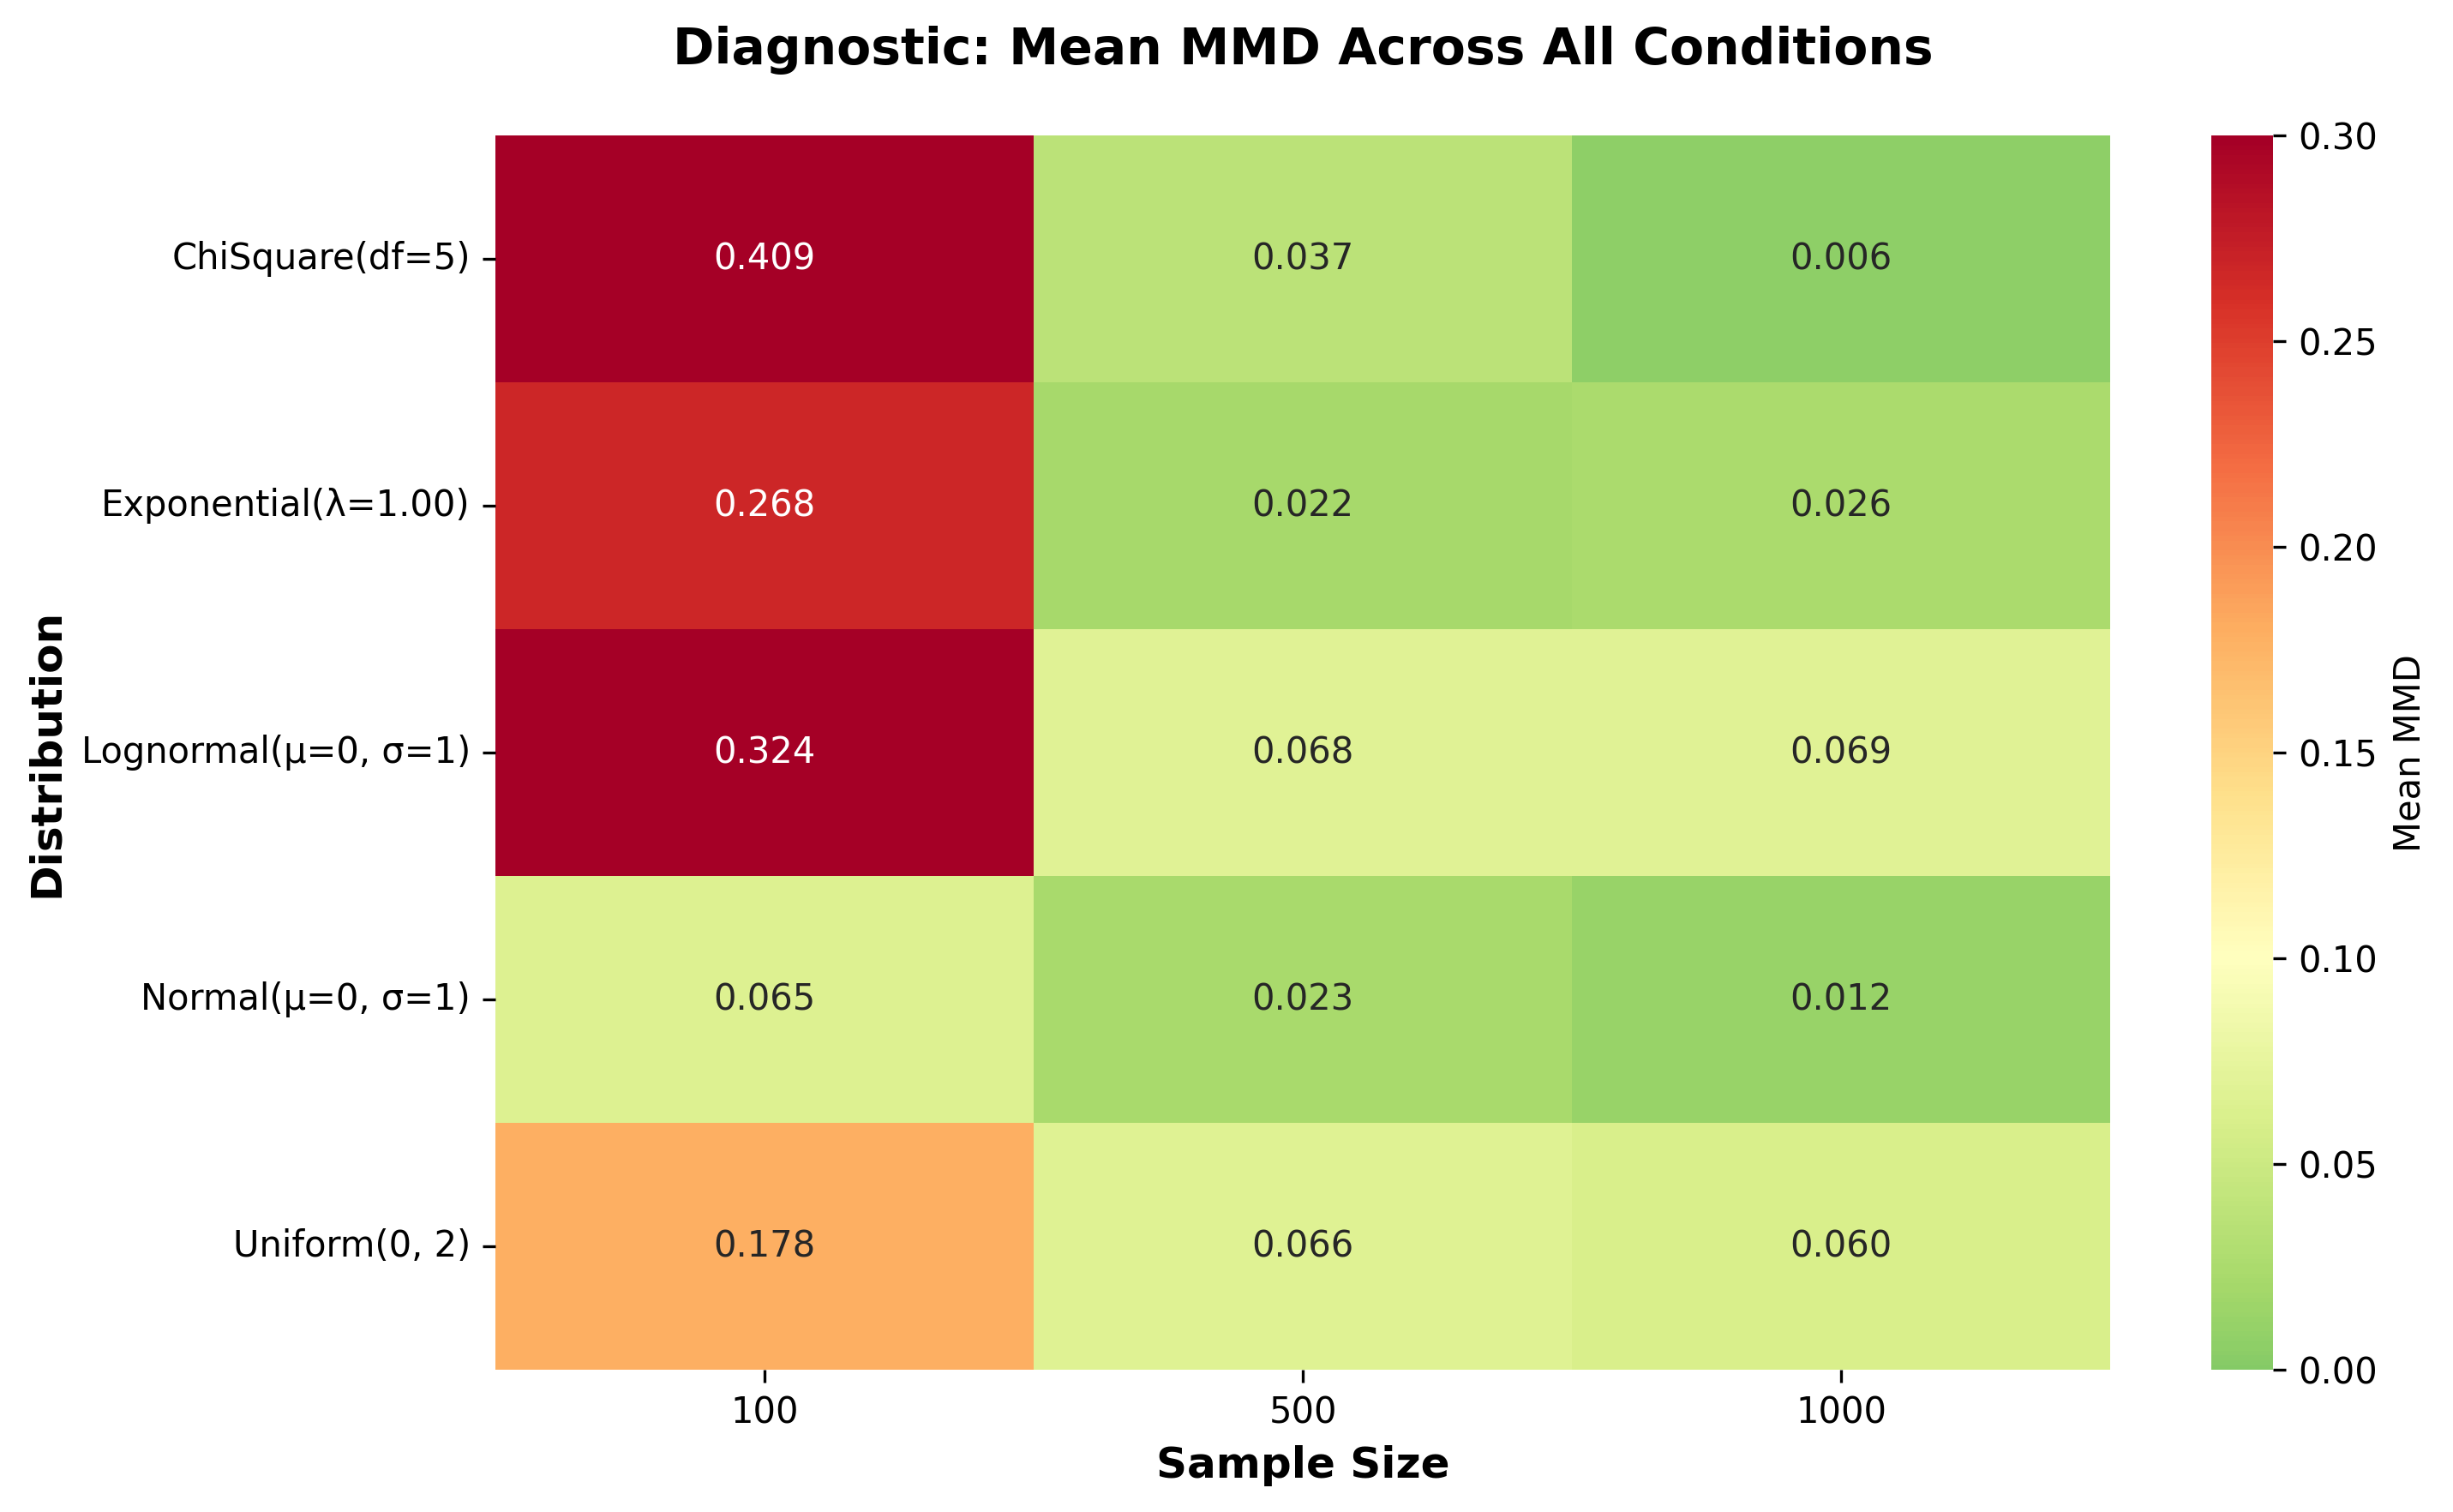 Diagnostic: Mean MMD Across All Conditions
Distribution
ChiSquare(df=5)
0.409
0.037
0.006
Exponential(λ=1.00)
0.268
0.022
0.026
Lognormal(μ=0, σ=1)
0.324
0.068
0.069
Normal(μ=0, σ=1)
0.065
0.023
0.012
Uniform(0, 2)
0.178
0.066
0.060
100
500
1000
Sample Size
0.30
0.25
0.20
0.15
0.10
0.05
0.00
Mean MMD